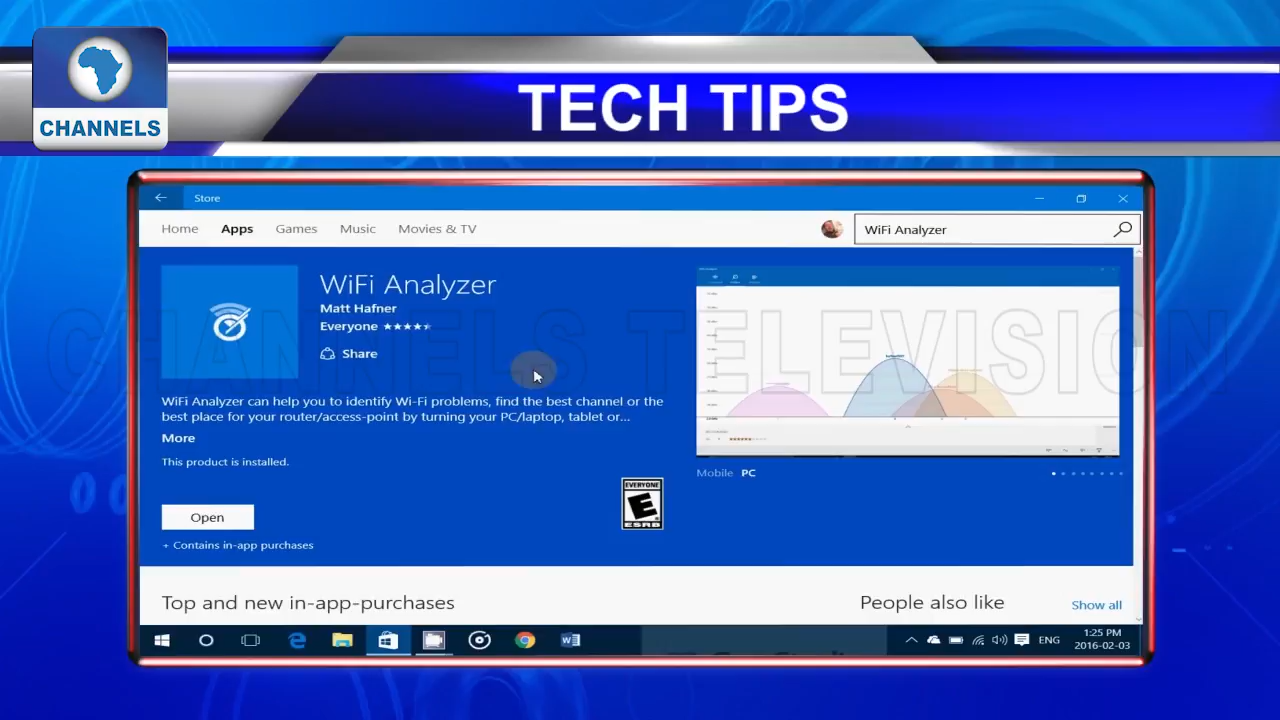 TECH TIPS
CHANNELS
Store
Home Apps Games Music Movies & TV
WiFi Analyzer
WiFi Analyzer
Matt Hafner
Everyone
Share
CHANNELS TELEVISION
WiFi Analyzer can help you to identify Wi-Fi problems, find the best channel or the
best place for your router/access-point by turning your PC/laptop, tablet or...
More
This product is installed.
Mobile PC
EVERYONE
E
ESRB
Open
+ Contains in-app purchases
Top and new in-app-purchases
People also like
Show all
ENG
1:25 PM
2016-02-03